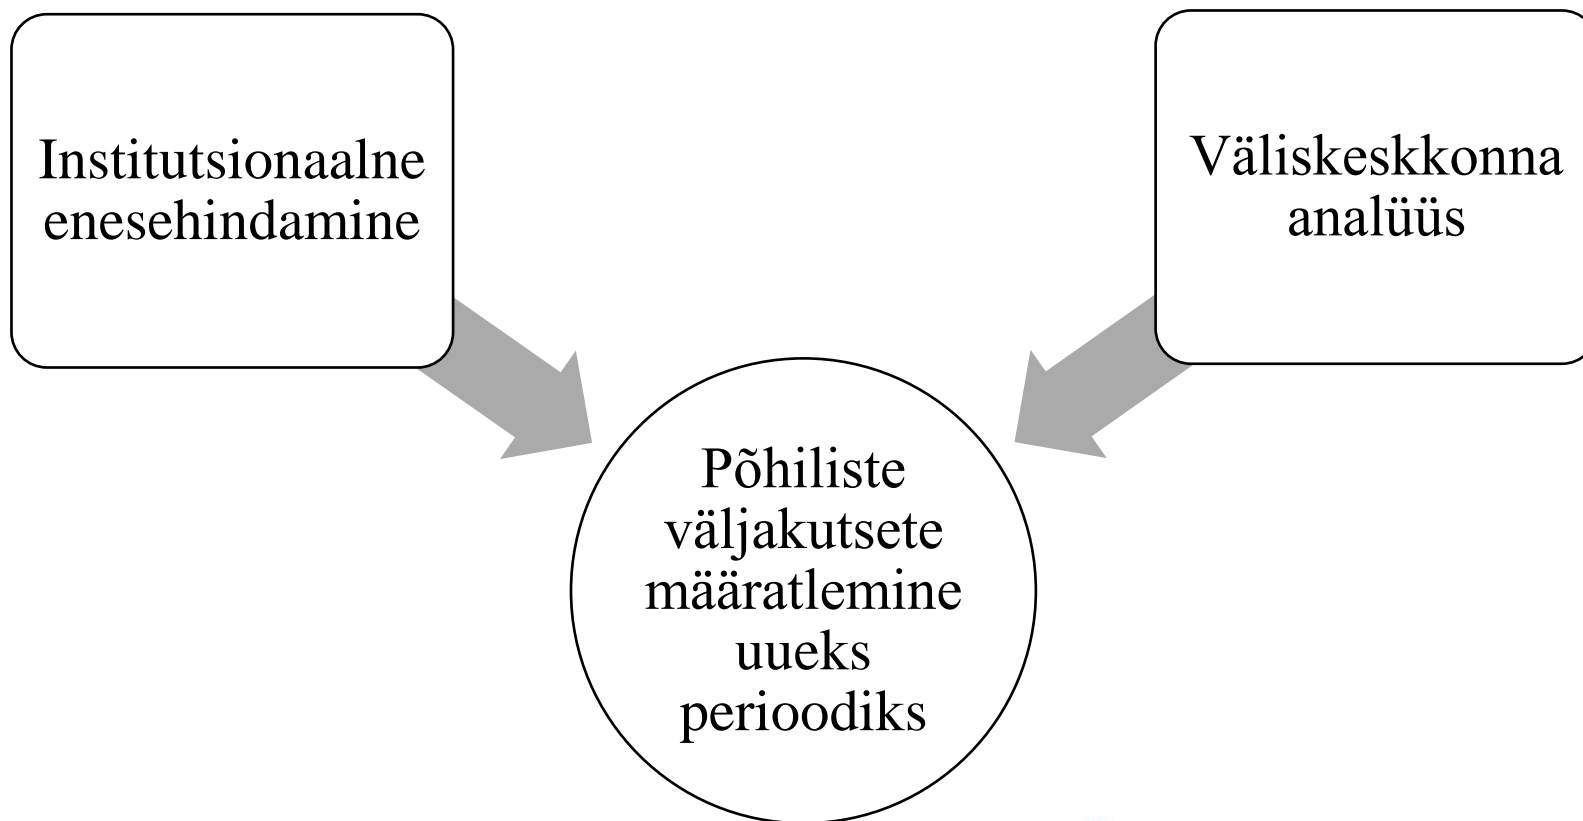 Institutsionaalne
enesehindamine
Väliskeskkonna
analüüs
Põhiliste
väljakutsete
määratlemine
uueks
perioodiks